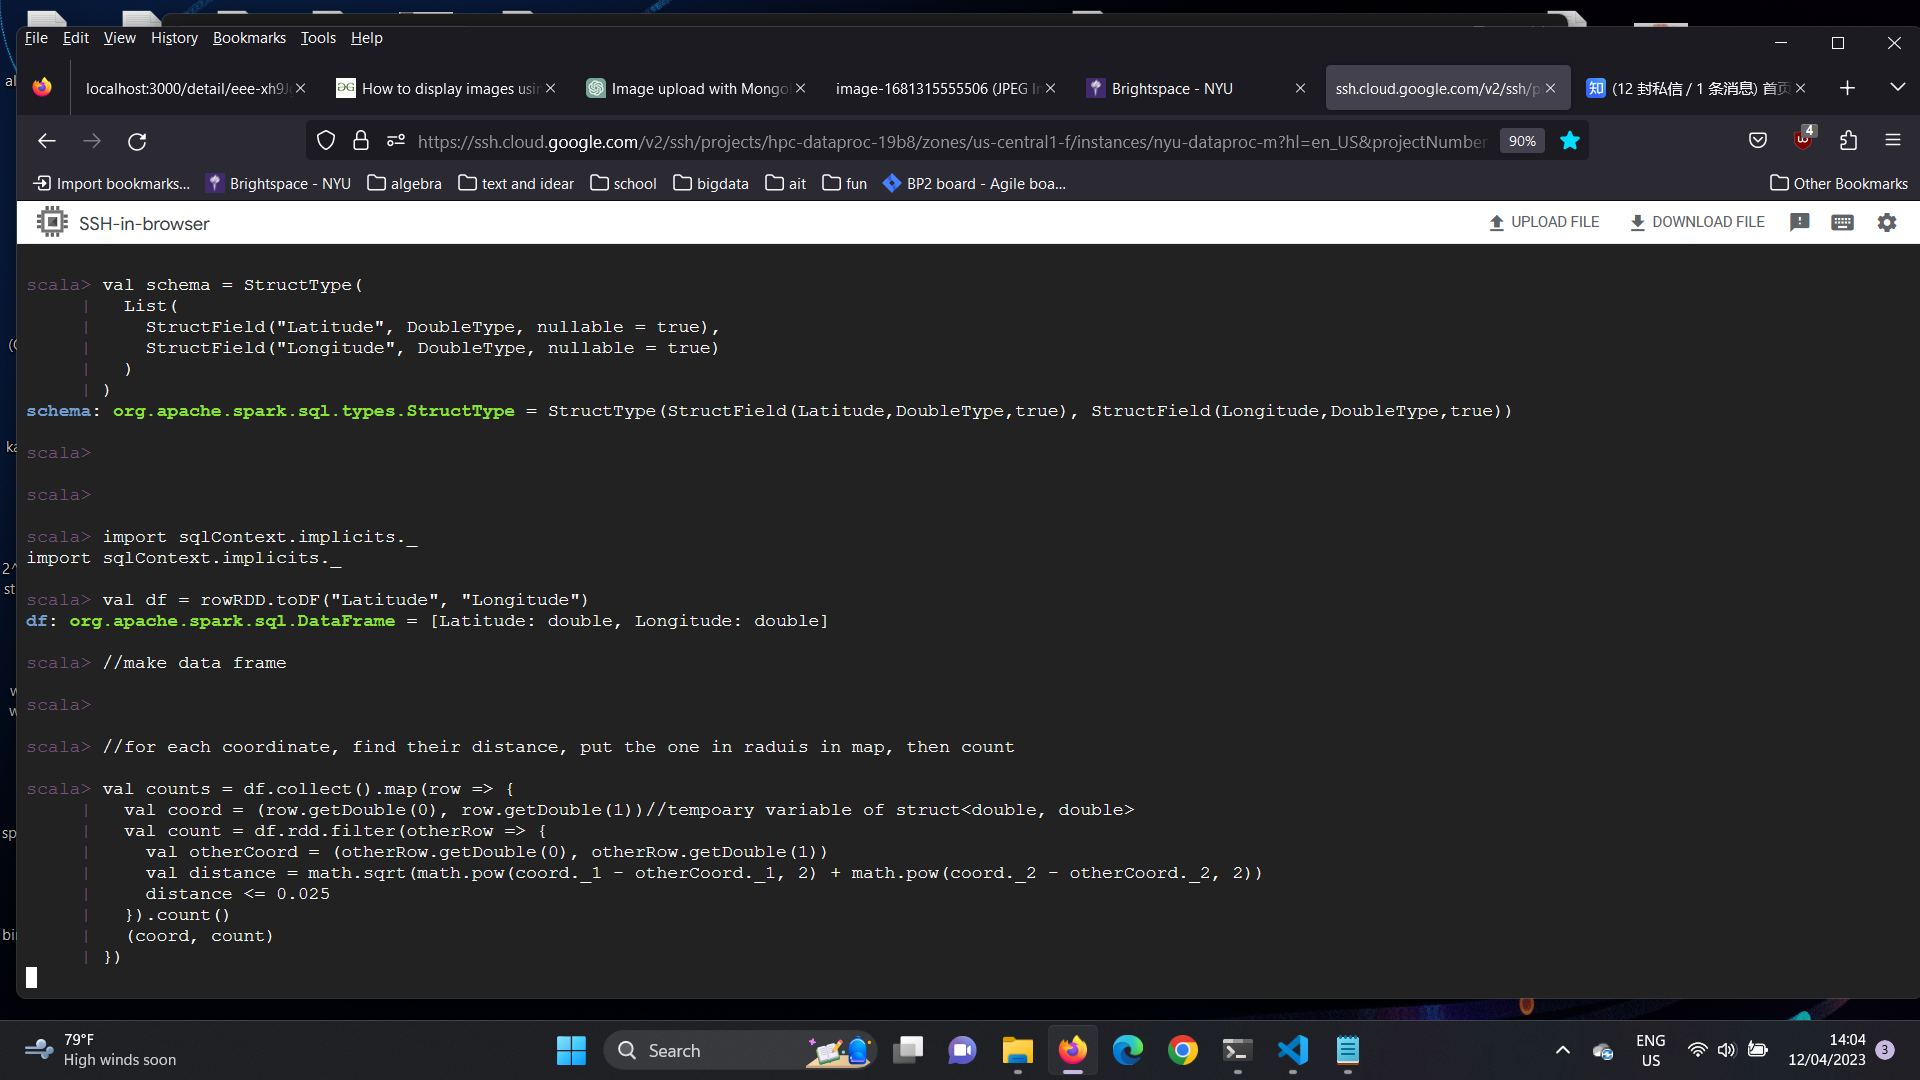 File Edit View History Bookmarks Tools Help
localhost:3000/detail/eee-xh9J
How to display images usin
Image upload with Mongo
image-1681315555506 (JPEG In
Brightspace - NYU
ssh.cloud.google.com/v2/ssh/p
(12 封私信 / 1 条消息) 首页
https://ssh.cloud.google.com/v2/ssh/projects/hpc-dataproc-19b8/zones/us-central1-f/instances/nyu-dataproc-m?hl=en_US&projectNumber
90%
4
Import bookmarks...
Brightspace - NYU
algebra
text and idear
school
bigdata
ait
fun
BP2 board - Agile boa...
Other Bookmarks
SSH-in-browser
UPLOAD FILE
DOWNLOAD FILE
scala> val schema = StructType(
| List(
| StructField("Latitude", DoubleType, nullable = true),
| StructField("Longitude", DoubleType, nullable = true)
| )
| )
schema: org.apache.spark.sql.types.StructType = StructType(StructField(Latitude,DoubleType,true), StructField(Longitude,DoubleType,true))
scala>
scala>
scala> import sqlContext.implicits._
import sqlContext.implicits._
scala> val df = rowRDD.toDF("Latitude", "Longitude")
df: org.apache.spark.sql.DataFrame = [Latitude: double, Longitude: double]
scala> //make data frame
scala>
scala> //for each coordinate, find their distance, put the one in raduis in map, then count
scala> val counts = df.collect().map(row => {
| val coord = (row.getDouble(0), row.getDouble(1))//tempoary variable of struct<double, double>
| val count = df.rdd.filter(otherRow => {
| val otherCoord = (otherRow.getDouble(0), otherRow.getDouble(1))
| val distance = math.sqrt(math.pow(coord._1 - otherCoord._1, 2) + math.pow(coord._2 - otherCoord._2, 2))
| distance <= 0.025
| }).count()
| (coord, count)
| })
79°F
High winds soon
Search
ENG
US
14:04
12/04/2023
3